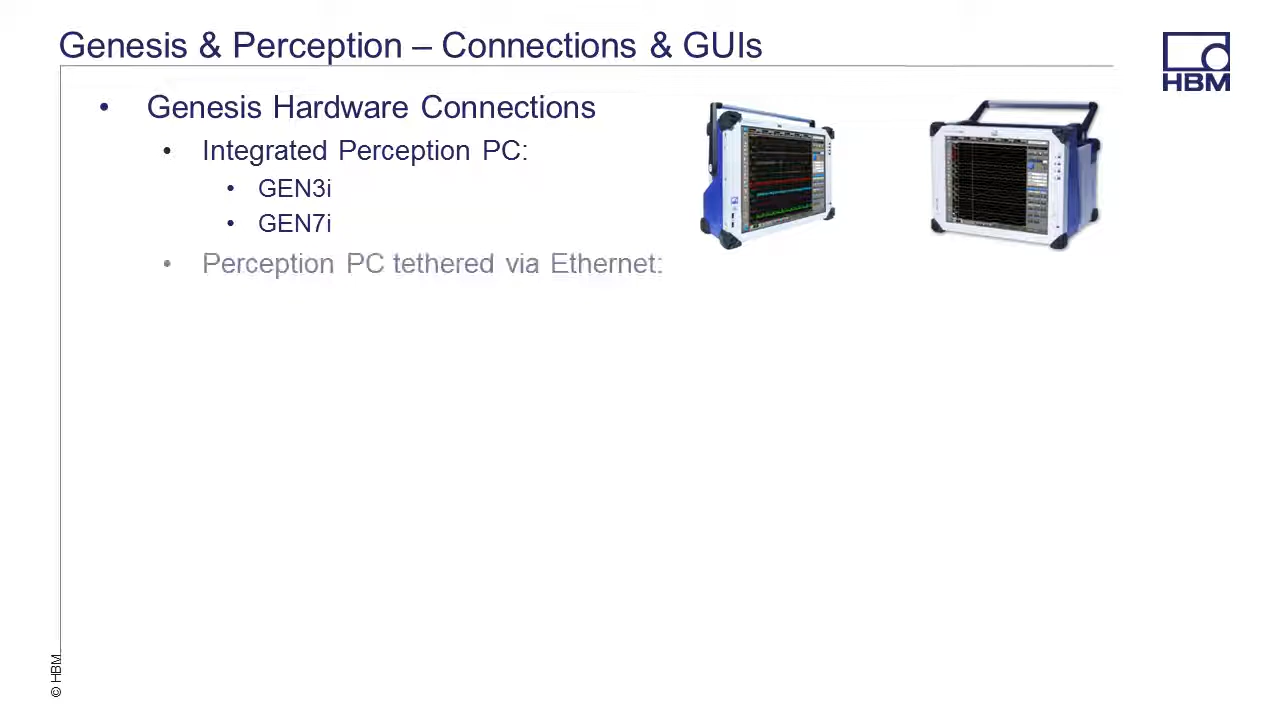 Genesis & Perception – Connections & GUIs
HBM
• Genesis Hardware Connections
• Integrated Perception PC:
• GEN3i
• GEN7i
• Perception PC tethered via Ethernet:
© HBM